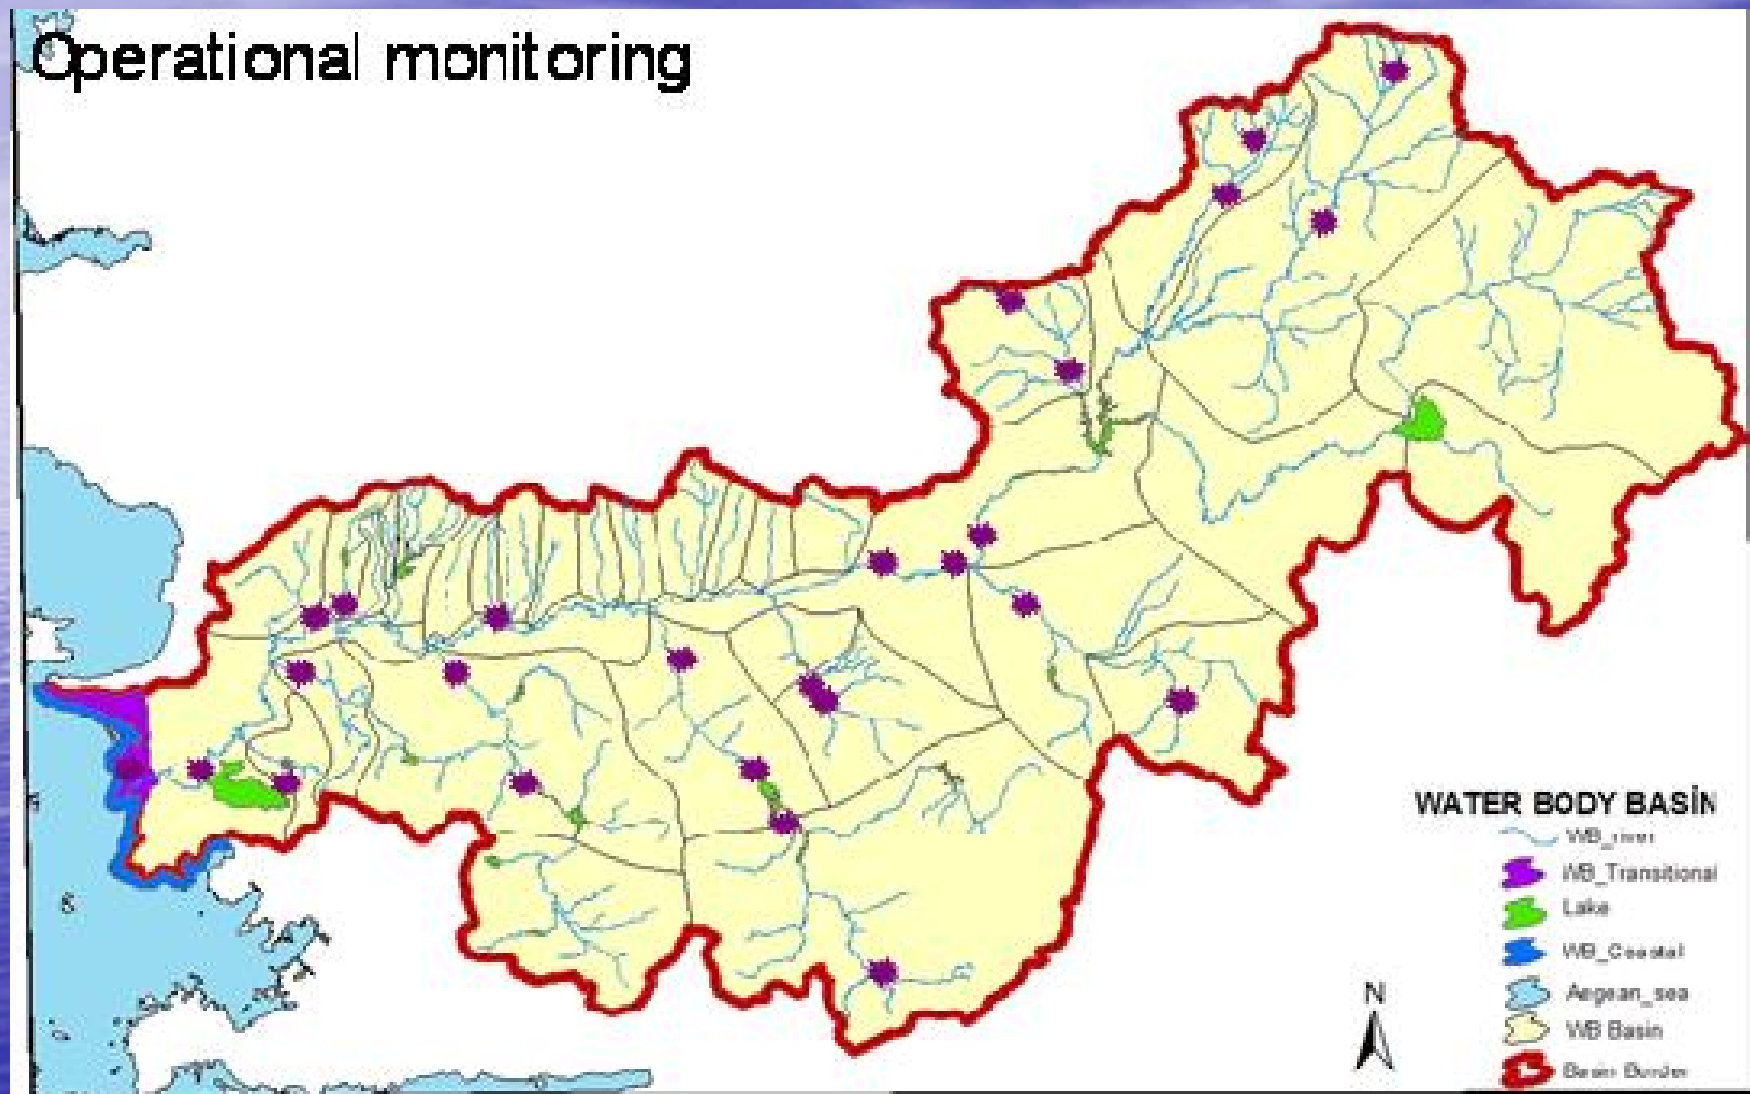 Operational monitoring
WATER BODY BASİN
WB_river
WB_Transitional
Lake
WB_Coastal
Aegean_sea
WB Basin
Basin Border
N